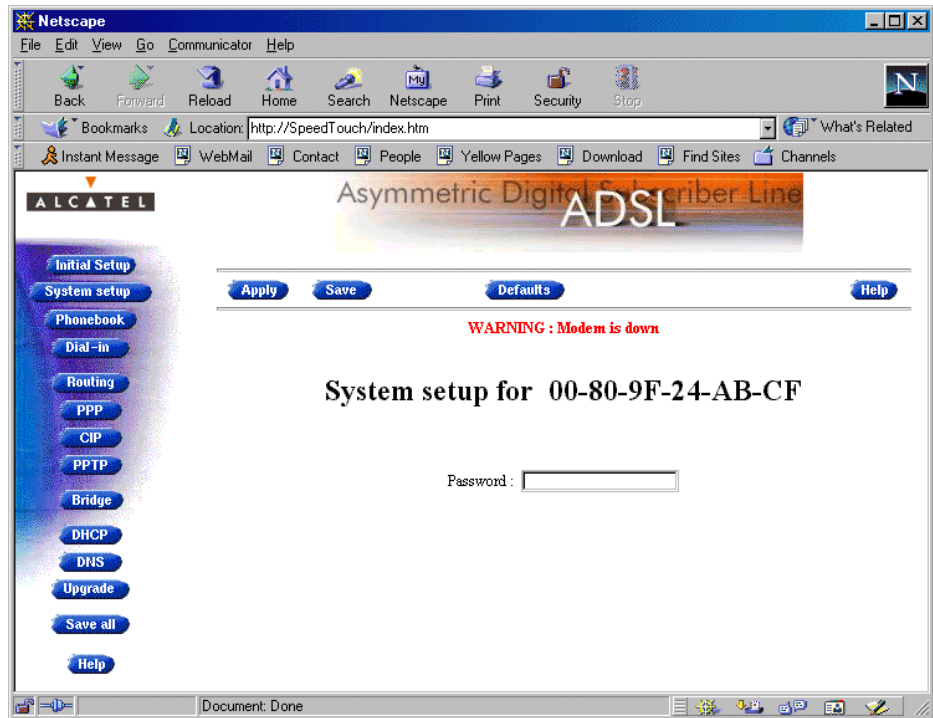 Netscape
File Edit View Go Communicator Help
Back Forward Reload Home Search Netscape Print Security Stop
My
N
Bookmarks Location: http://SpeedTouch/index.htm What's Related
Instant Message WebMail Contact People Yellow Pages Download Find Sites Channels
ALCATEL
Asymmetric Digital Subscriber Line
ADSL
Initial Setup
System setup
Phonebook
Dial-in
Routing
PPP
CIP
PPTP
Bridge
DHCP
DNS
Upgrade
Save all
Help
Apply Save Defaults Help
WARNING : Modem is down
System setup for 00-80-9F-24-AB-CF
Password :
Document: Done